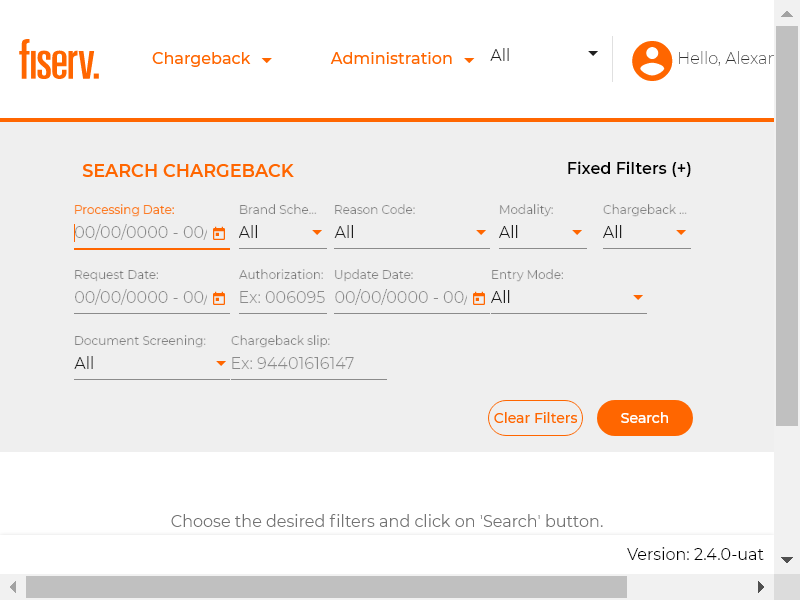 fiserv.
Chargeback
Administration
All
Hello, Alexar
SEARCH CHARGEBACK
Fixed Filters (+)
Processing Date:
Brand Sche...
Reason Code:
Modality:
Chargeback ...
00/00/0000 - 00/
All
All
All
All
Request Date:
Authorization:
Update Date:
Entry Mode:
00/00/0000 - 00/
Ex: 006095
00/00/0000 - 00/
All
Document Screening:
Chargeback slip:
All
Ex: 94401616147
Clear Filters
Search
Choose the desired filters and click on 'Search' button.
Version: 2.4.0-uat